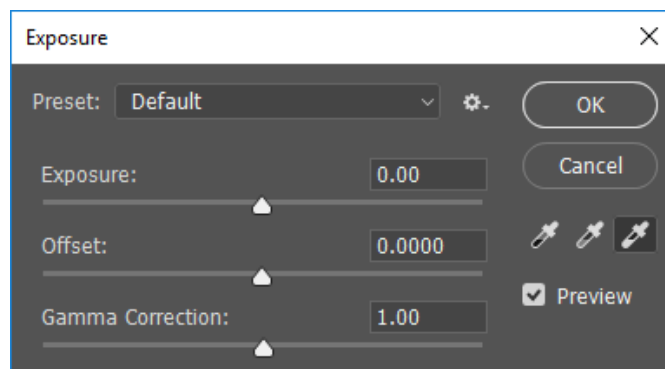 Exposure
Preset: Default
OK
Cancel
Exposure: 0.00
Offset: 0.0000
Preview
Gamma Correction: 1.00